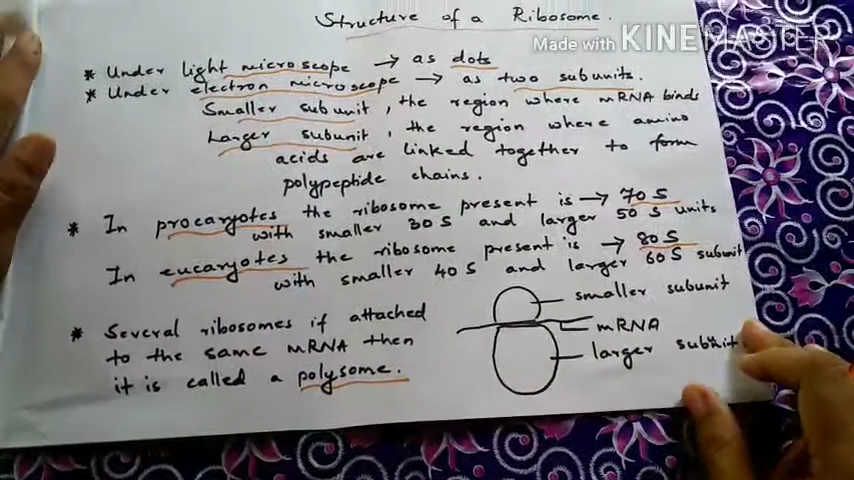 Structure of a Ribosome.
Made With KINEMASTER
* Under light microscope → as dots
* Under electron microscope → as two subunits.
Smaller subunit, the region where mRNA binds
Larger subunit, the region where amino
acids are linked together to form
polypeptide chains.
* In procaryotes the ribosome present is → 70 S
with smaller 30 S and larger 50 S units
In eucaryotes the ribosome present is → 80 S
with smaller 40 S and larger 60 S subunit
* Several ribosomes if attached
to the same mRNA then
it is called a polysome.
smaller subunit
mRNA
larger subunit